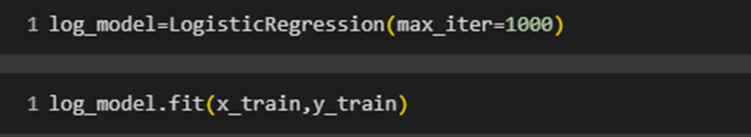 1 log_model=LogisticRegression(max_iter=1000)
1 log_model.fit(x_train,y_train)